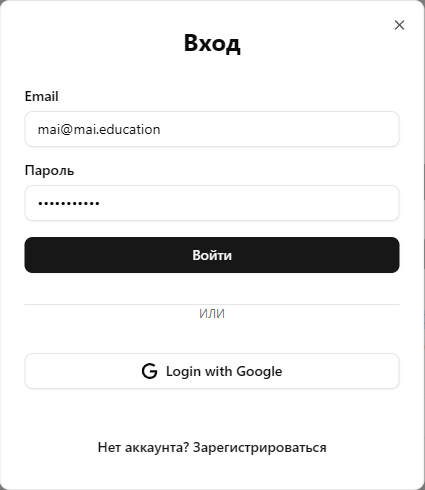 Вход
Email
mai@mai.education
Пароль
•••••••••••
Войти
ИЛИ
Login with Google
Нет аккаунта? Зарегистрироваться